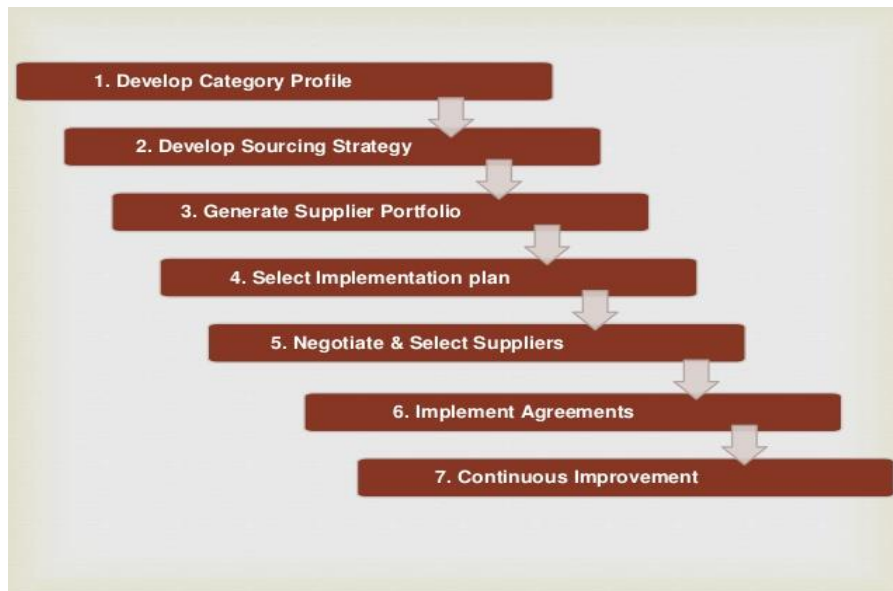 1. Develop Category Profile
2. Develop Sourcing Strategy
3. Generate Supplier Portfolio
4. Select Implementation plan
5. Negotiate & Select Suppliers
6. Implement Agreements
7. Continuous Improvement